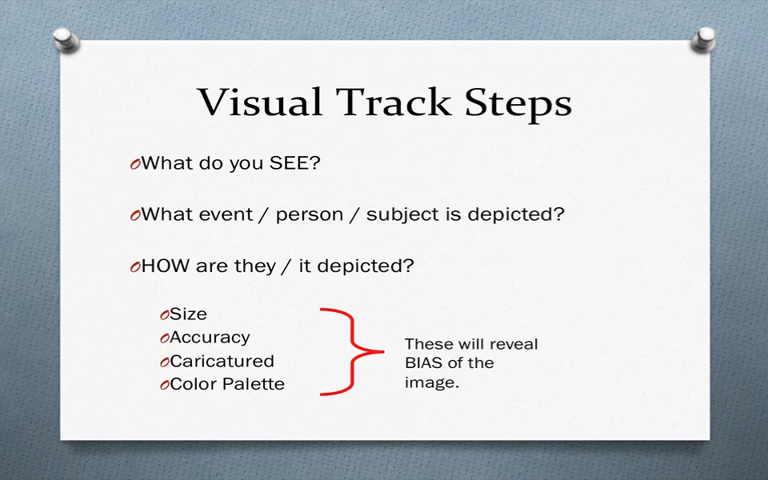 Visual Track Steps
What do you SEE?
What event / person / subject is depicted?
HOW are they / it depicted?
Size
Accuracy
Caricatured
Color Palette
These will reveal
BIAS of the
image.